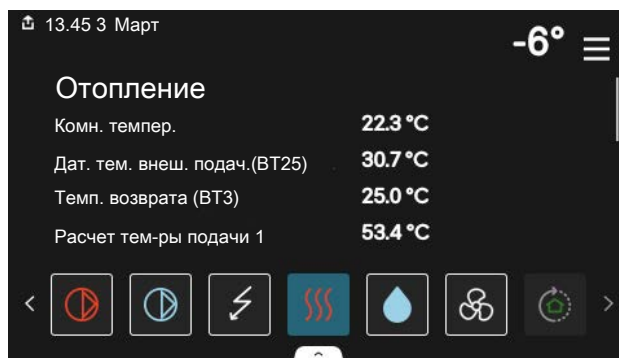 13.45 3 Март
-6°
Отопление
Комн. темпер. 22.3 °C
Дат. тем. внеш. подач.(BT25) 30.7 °C
Темп. возврата (BT3) 25.0 °C
Расчет тем-ры подачи 1 53.4 °C